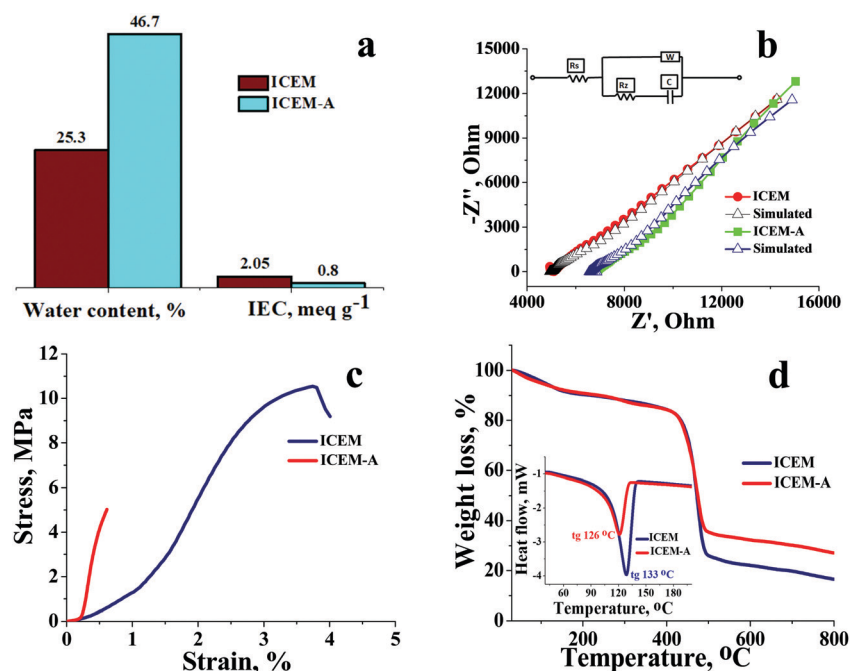 a
46.7
ICEM
ICEM-A
25.3
2.05
0.8
Water content, %
IEC, meq g-1
b
15000
12000
9000
6000
3000
0
-Z", Ohm
Rs
W
Rz
C
ICEM
Simulated
ICEM-A
Simulated
4000
8000
12000
16000
Z', Ohm
c
12
10
8
6
4
2
0
Stress, MPa
ICEM
ICEM-A
0
1
2
3
4
5
Strain, %
d
100
80
60
40
20
0
Weight loss, %
ICEM
ICEM-A
-1
-2
-3
-4
Heat flow, mW
tg 126 oC
ICEM
ICEM-A
tg 133 oC
60
90
120
150
180
Temperature, oC
200
400
600
800
Temperature, oC